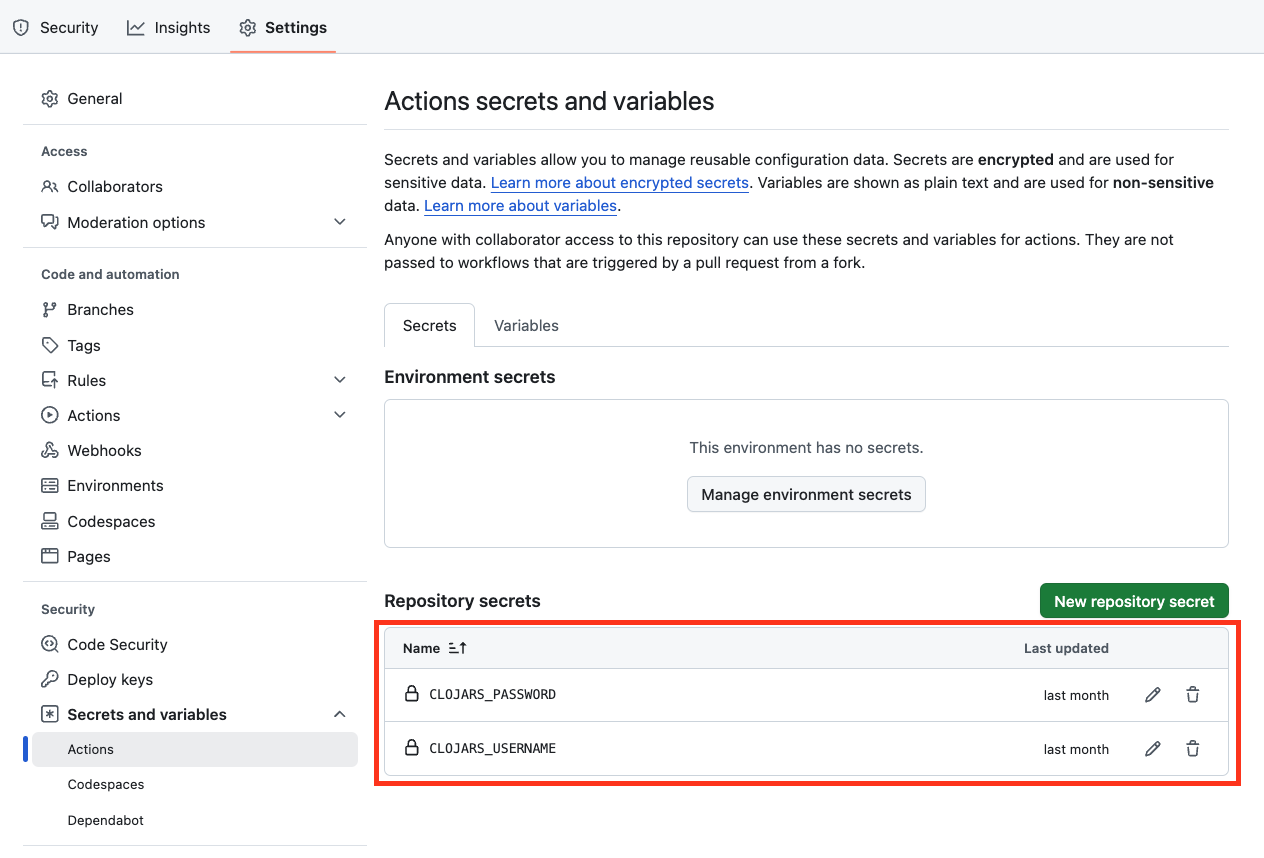 Security
Insights
Settings
General
Access
Collaborators
Moderation options
Code and automation
Branches
Tags
Rules
Actions
Webhooks
Environments
Codespaces
Pages
Security
Code Security
Deploy keys
Secrets and variables
Actions
Codespaces
Dependabot
Actions secrets and variables
Secrets and variables allow you to manage reusable configuration data. Secrets are encrypted and are used for
sensitive data. Learn more about encrypted secrets. Variables are shown as plain text and are used for non-sensitive
data. Learn more about variables.
Anyone with collaborator access to this repository can use these secrets and variables for actions. They are not
passed to workflows that are triggered by a pull request from a fork.
Secrets
Variables
Environment secrets
This environment has no secrets.
Manage environment secrets
Repository secrets
New repository secret
Name
Last updated
CLOJARS_PASSWORD
last month
CLOJARS_USERNAME
last month